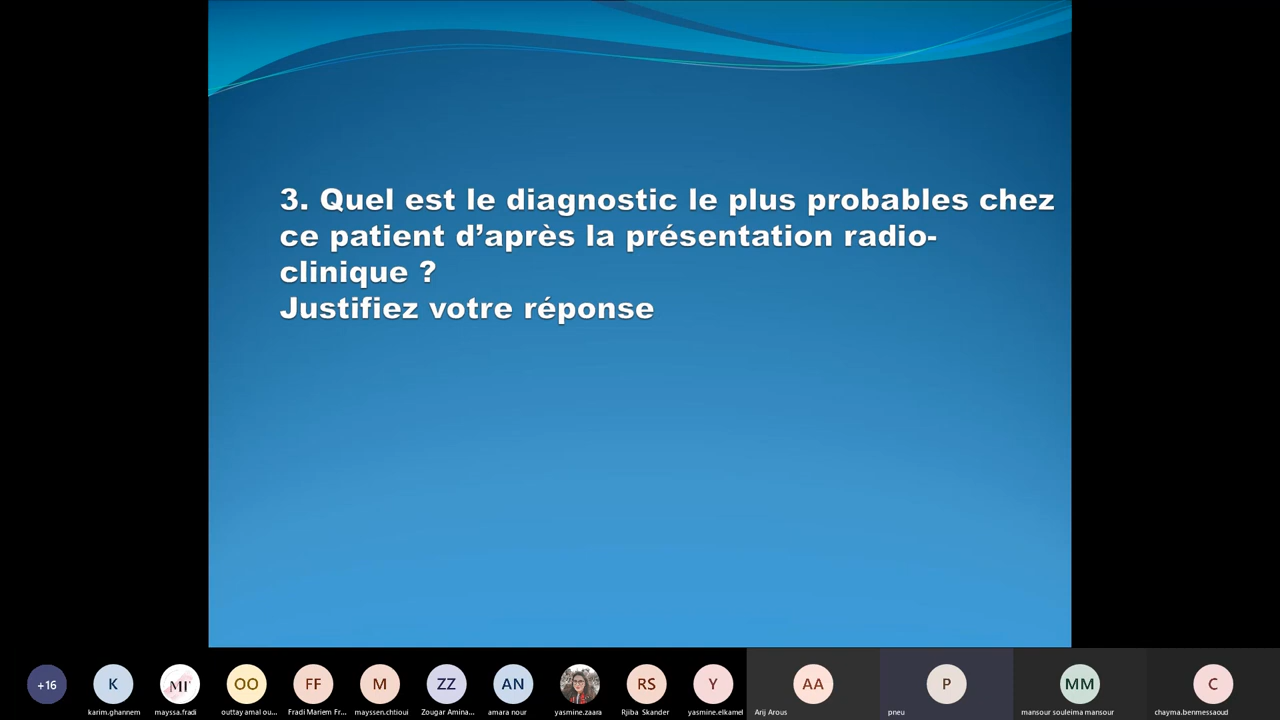 3. Quel est le diagnostic le plus probables chez
ce patient d’après la présentation radio-
clinique ?
Justifiez votre réponse
+16
K
MF
OO
FF
M
ZZ
AN
RS
Y
AA
P
MM
C
karim.ghannem
mayssa.fradi
outtay amal ou...
Fradi Mariem Fr...
mayssen.chtioui
Zougar Amina...
amara nour
yasmine.zaara
Rjiba Skander
yasmine.elkamel
Arij Arous
pneu
mansour souleima mansour
chayma.benmessaoud